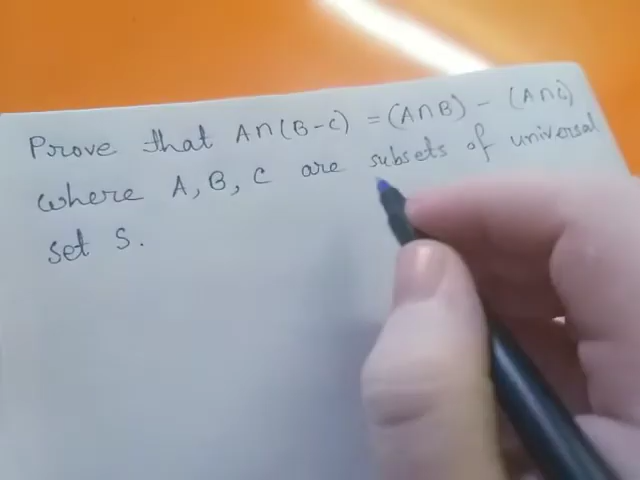 Prove that A∩(B-C) = (A∩B) - (A∩C)
where A, B, C are subsets of universal
set S.